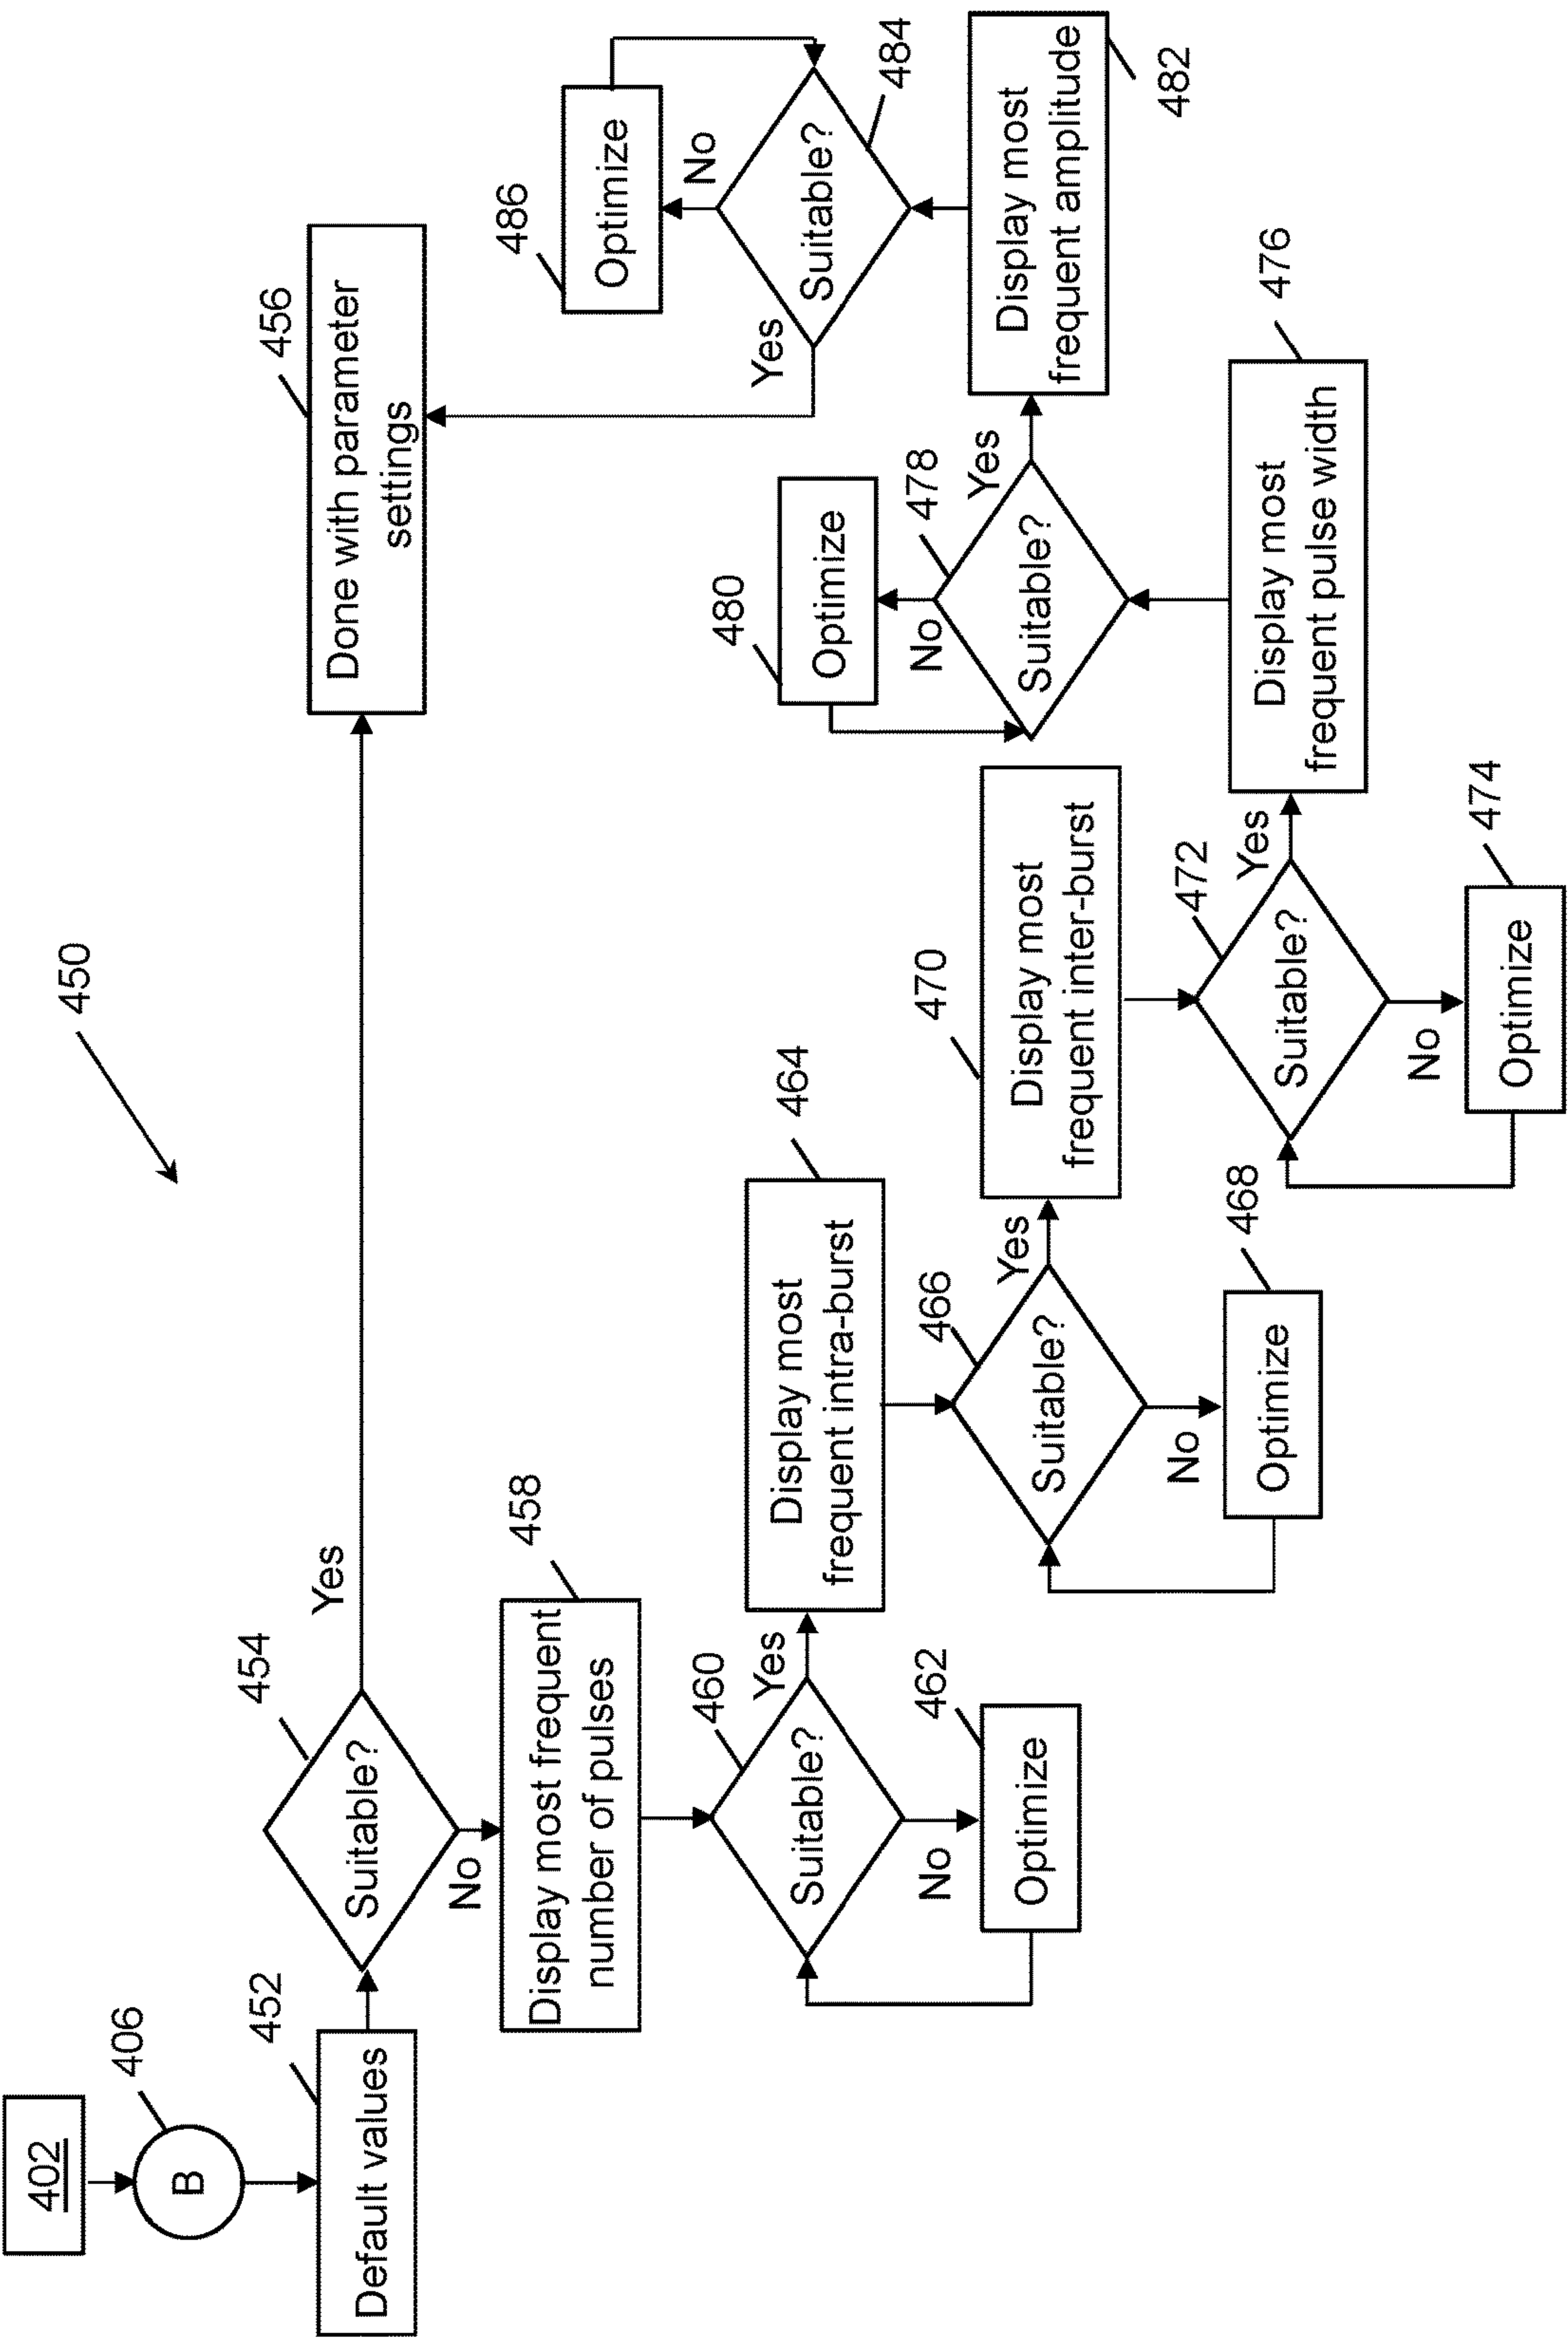 450
402
406
B
452
Default values
454
Suitable?
Yes
No
456
Done with parameter
settings
458
Display most frequent
number of pulses
460
Suitable?
Yes
No
462
Optimize
464
Display most
frequent intra-burst
466
Suitable?
Yes
No
468
Optimize
470
Display most
frequent inter-burst
472
Suitable?
Yes
No
474
Optimize
476
Display most
frequent pulse width
478
Suitable?
Yes
No
480
Optimize
482
Display most
frequent amplitude
484
Suitable?
Yes
No
486
Optimize